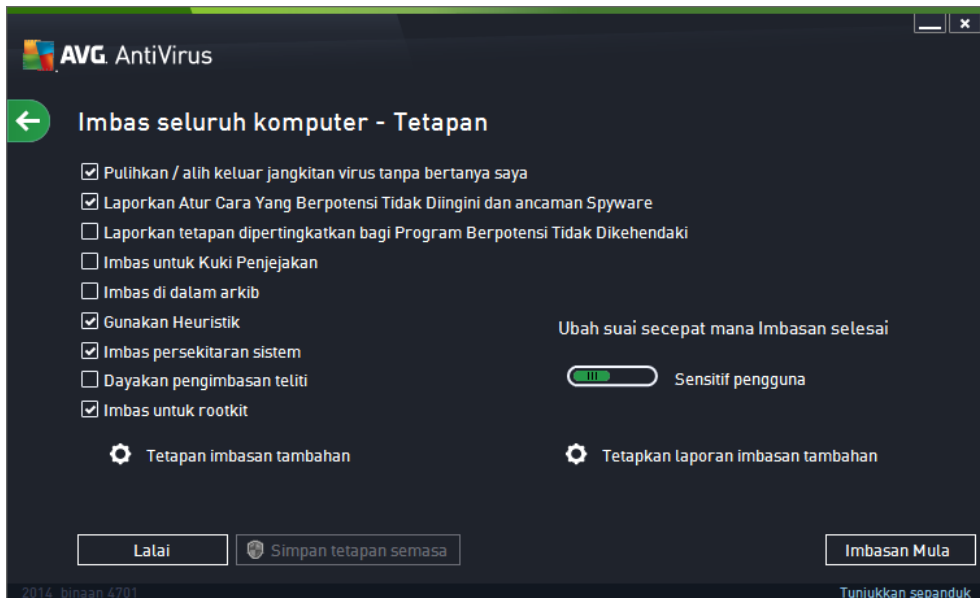 AVG. AntiVirus
Imbas seluruh komputer - Tetapan
Pulihkan / alih keluar jangkitan virus tanpa bertanya saya
Laporkan Atur Cara Yang Berpotensi Tidak Diingini dan ancaman Spyware
Laporkan tetapan dipertingkatkan bagi Program Berpotensi Tidak Dikehendaki
Imbas untuk Kuki Penjejakan
Imbas di dalam arkib
Gunakan Heuristik
Imbas persekitaran sistem
Dayakan pengimbasan teliti
Imbas untuk rootkit
Ubah suai secepat mana Imbasan selesai
Sensitif pengguna
Tetapan imbasan tambahan
Tetapkan laporan imbasan tambahan
Lalai
Simpan tetapan semasa
Imbasan Mula
2014 binaan 4701
Tunjukkan sepanduk